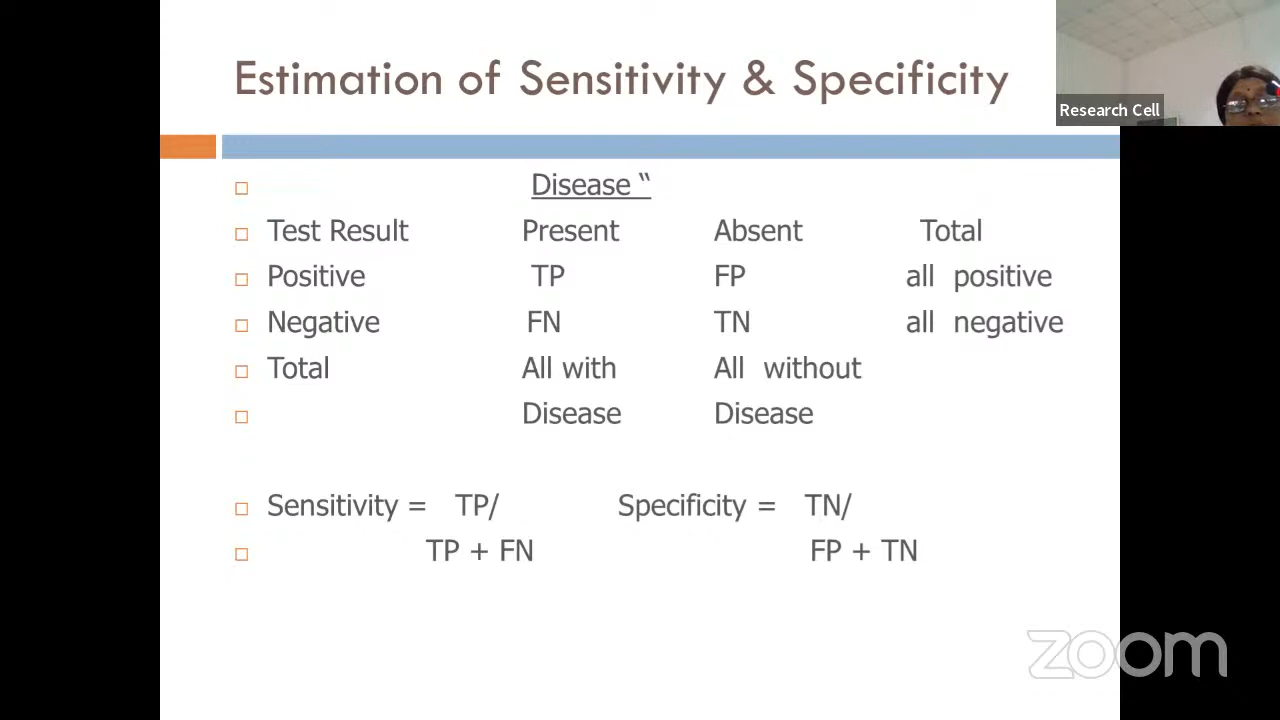 Estimation of Sensitivity & Specificity
Research Cell
Disease “
Test Result Present Absent Total
Positive TP FP all positive
Negative FN TN all negative
Total All with All without
Disease Disease
Sensitivity = TP/ Specificity = TN/
TP + FN FP + TN
zoom